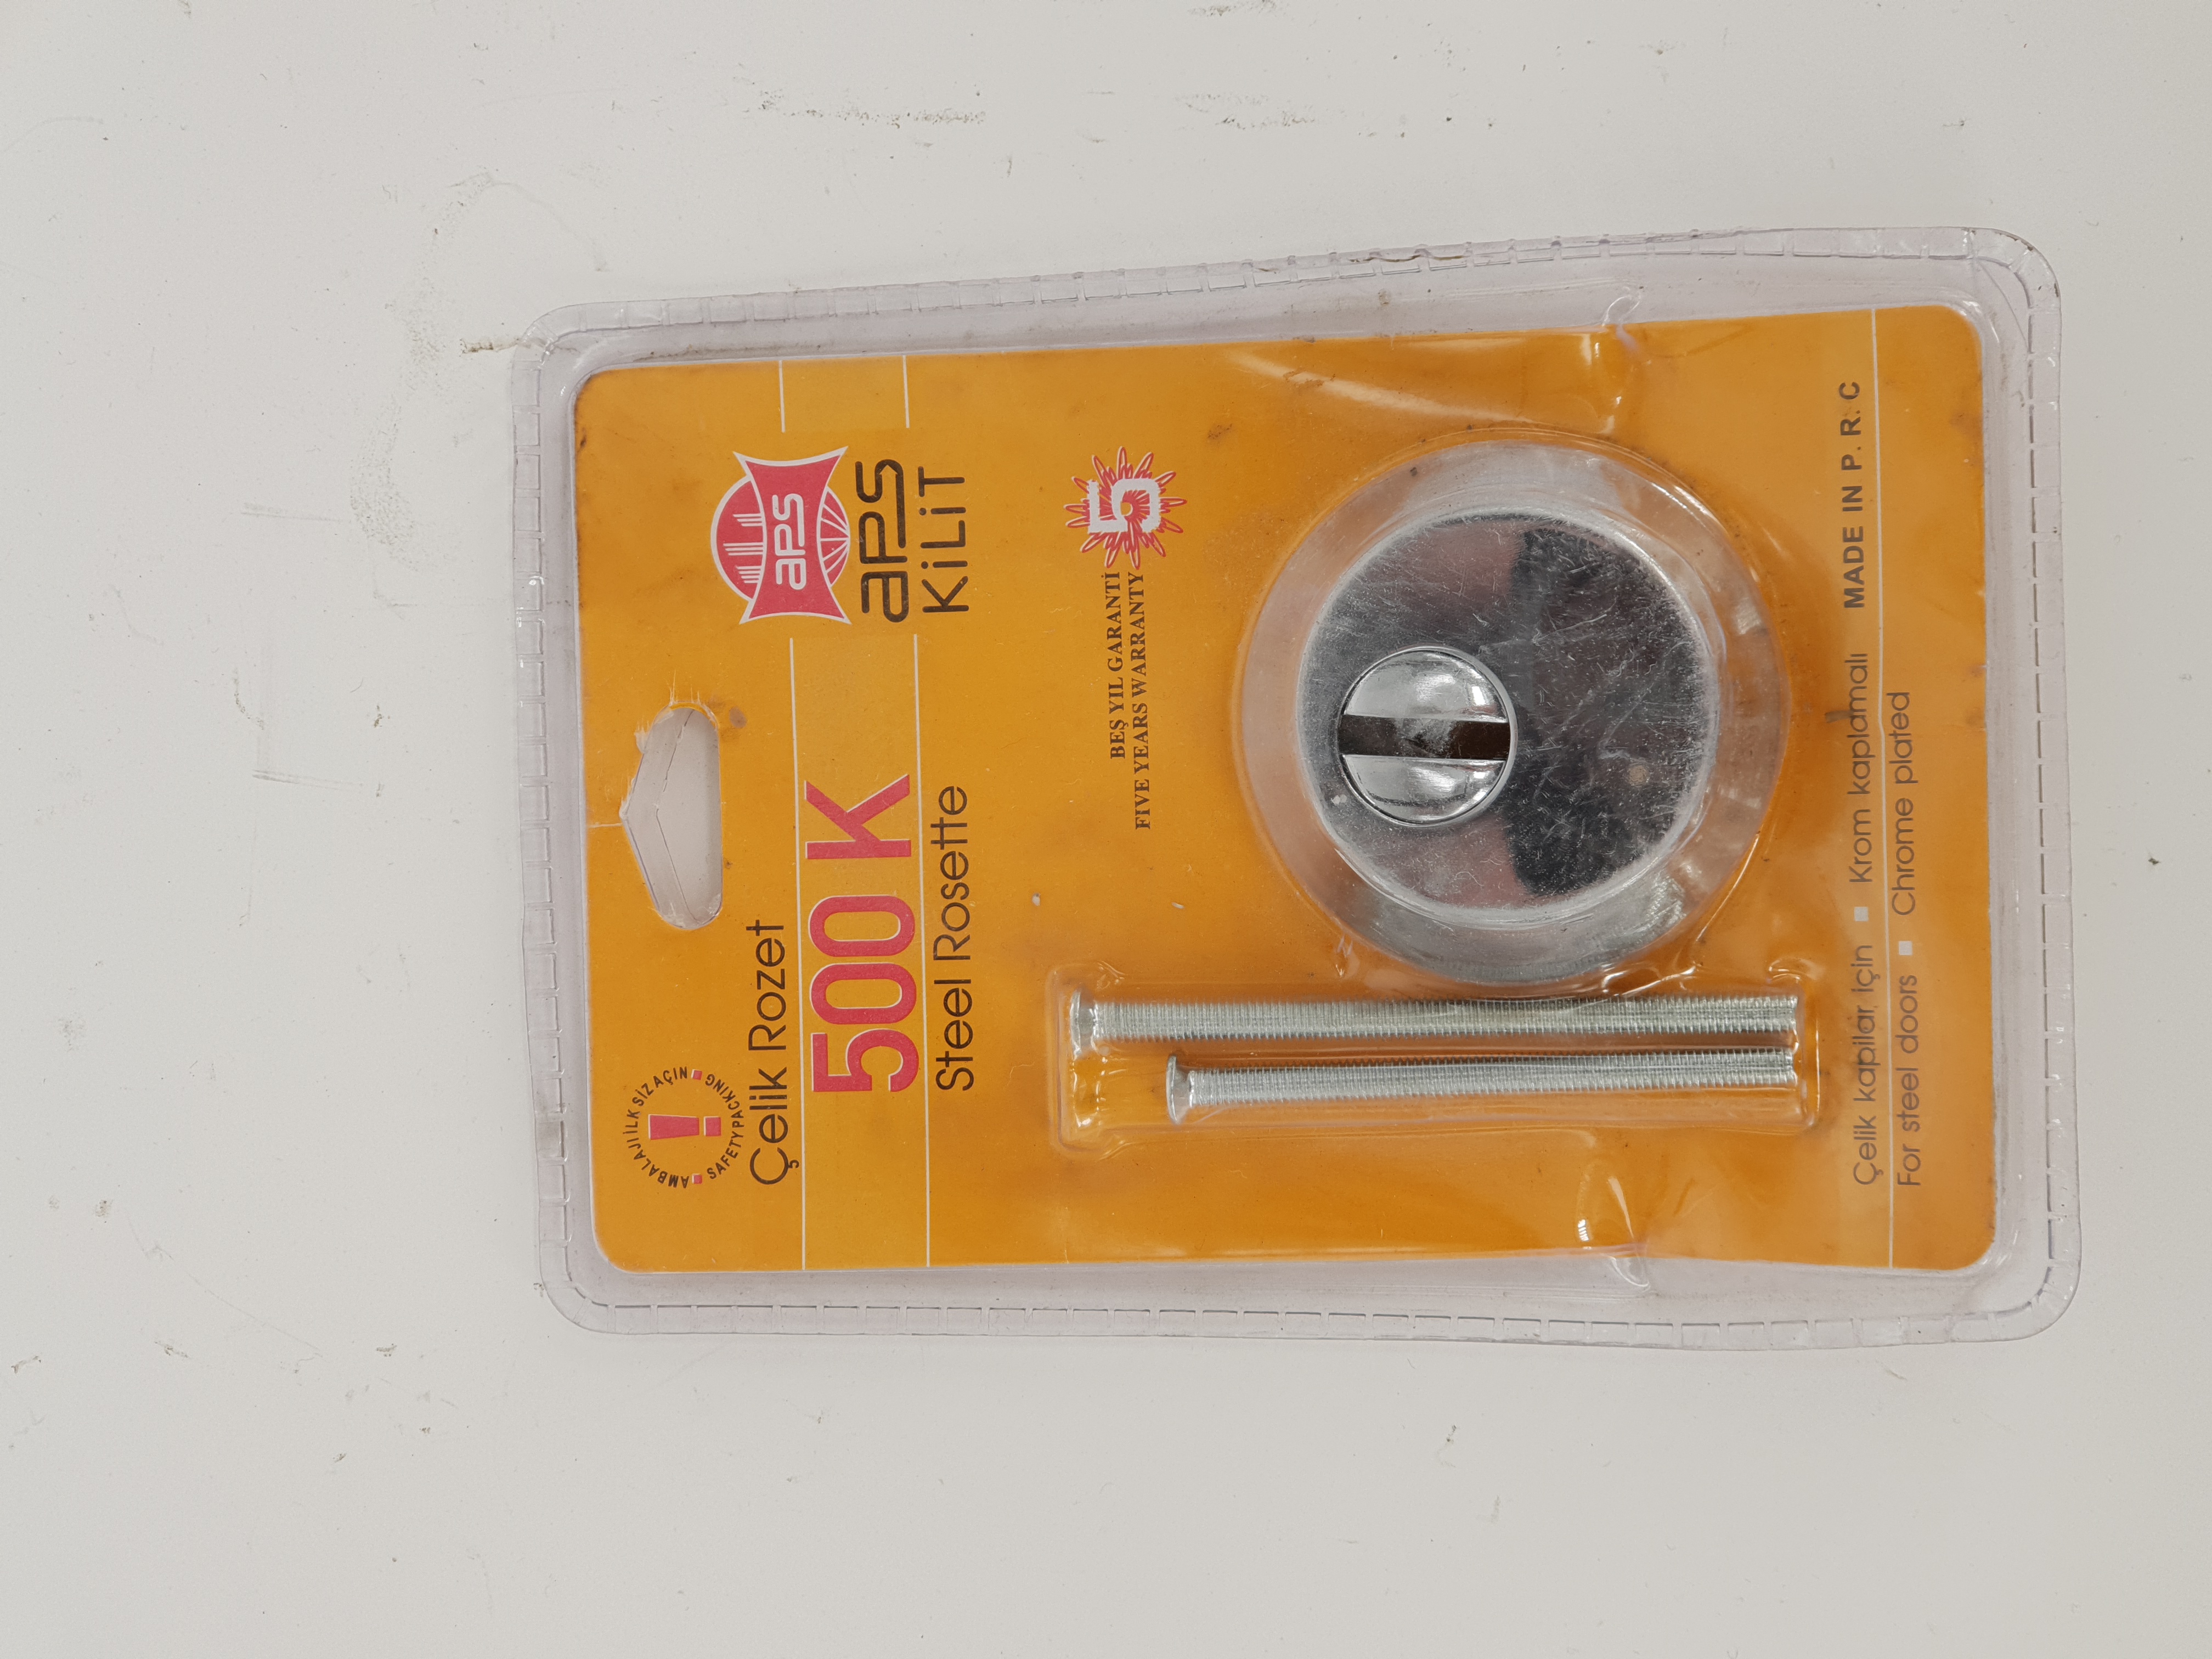 AMBALAJI İLK SİZ AÇIN
SAFETY PACKING
!
Çelik Rozet
500 K
Steel Rosette
aPS
aPS
KiLiT
5
BEŞ YIL GARANTİ
FIVE YEARS WARRANTY
Çelik kapılar için ▪ Krom kaplamalı MADE IN P. R. C
For steel doors ▪ Chrome plated